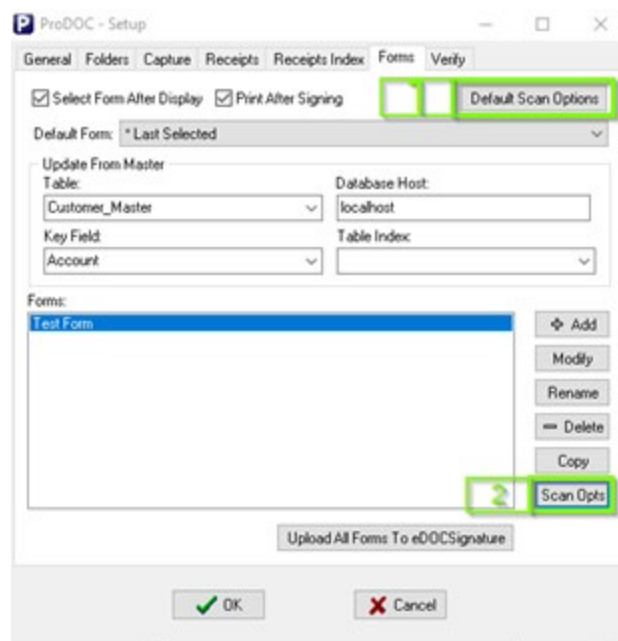 ProDOC - Setup
General Folders Capture Receipts Receipts Index Forms Verify
Select Form After Display Print After Signing Default Scan Options
Default Form: * Last Selected
Update From Master
Table: Database Host:
Customer_Master localhost
Key Field: Table Index:
Account
Forms:
Test Form
Add
Modify
Rename
Delete
Copy
2 Scan Opts
Upload All Forms To eDOCSignature
OK Cancel